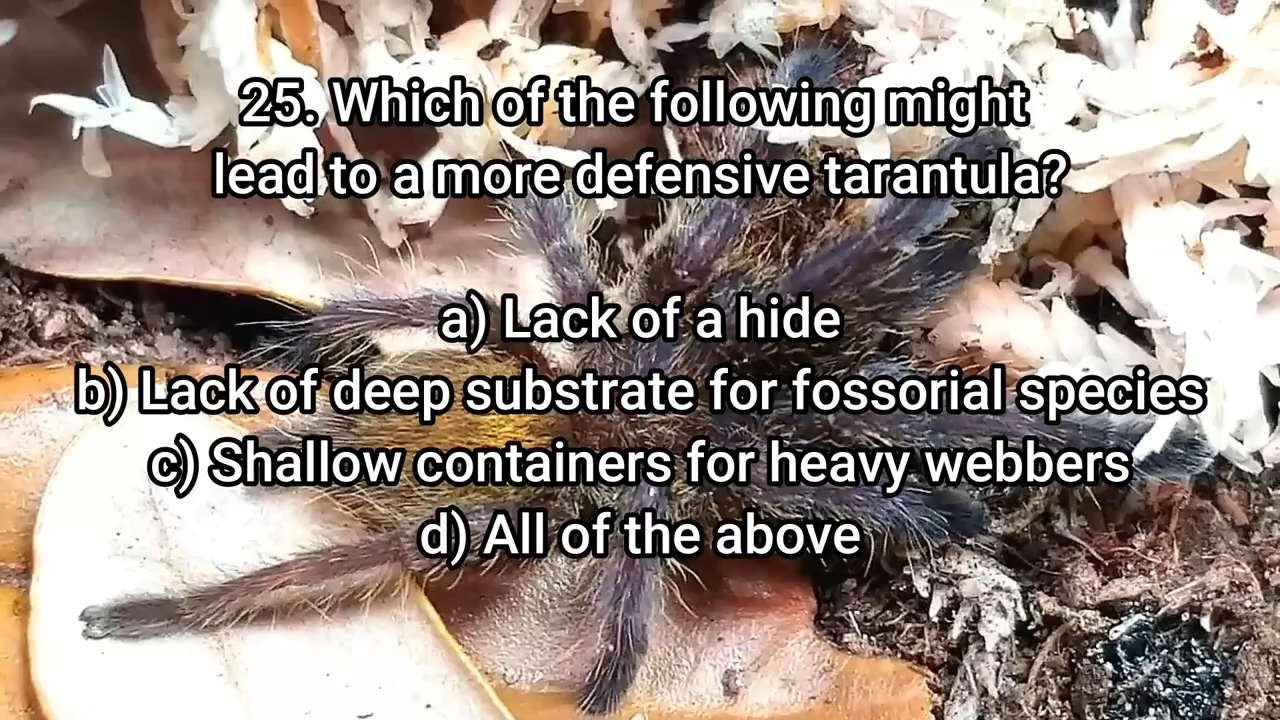 25. Which of the following might
lead to a more defensive tarantula?
a) Lack of a hide
b) Lack of deep substrate for fossorial species
c) Shallow containers for heavy webbers
d) All of the above